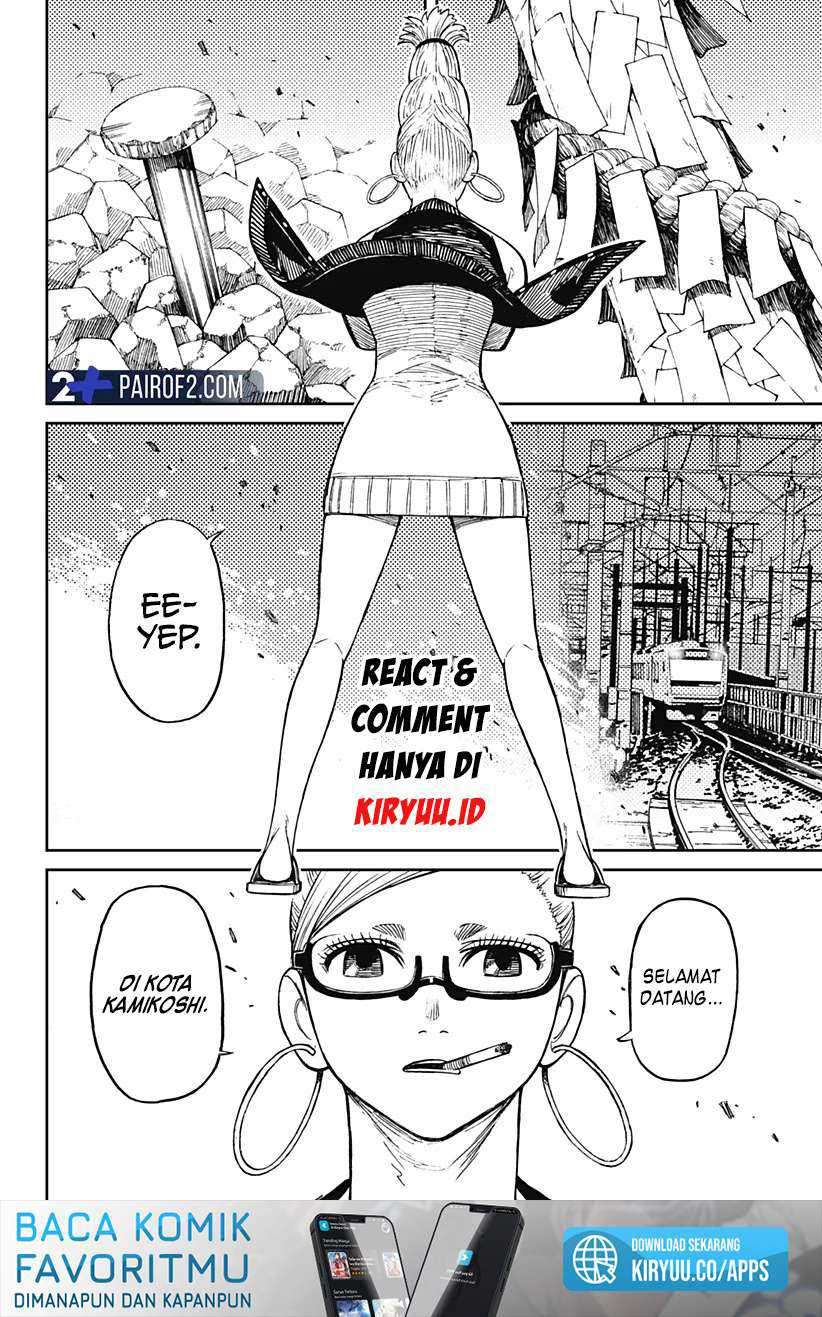 2+ PAIROF2.COM
EE-
YEP.
REACT &
COMMENT
HANYA DI
KIRYUU.ID
SELAMAT
DATANG...
DI KOTA
KAMIKOSHI.
BACA KOMIK
FAVORITMU
DIMANAPUN DAN KAPANPUN
DOWNLOAD SEKARANG
KIRYUU.CO/APPS